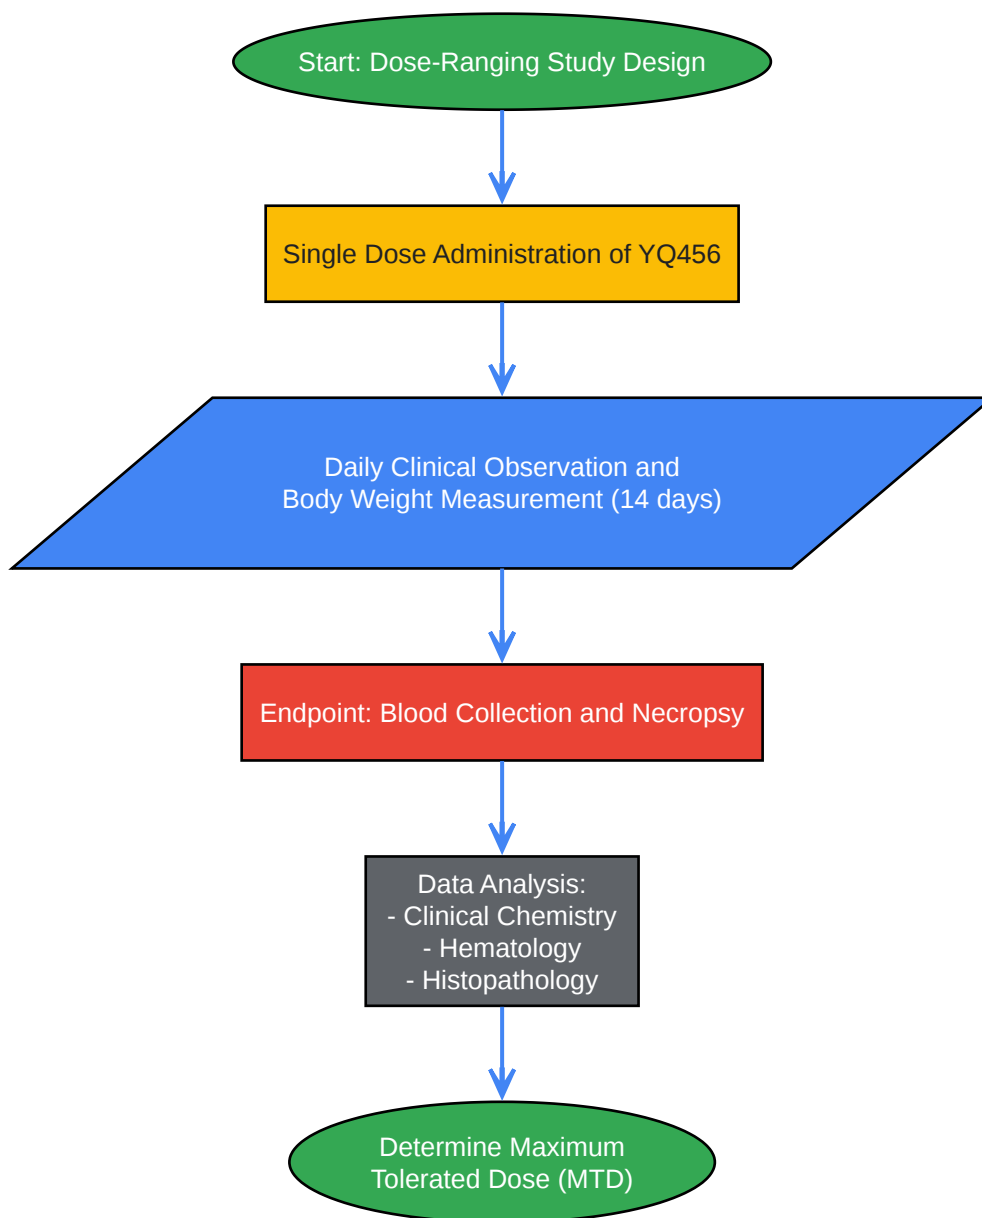 Start: Dose-Ranging Study Design
Single Dose Administration of YQ456
Daily Clinical Observation and
Body Weight Measurement (14 days)
Endpoint: Blood Collection and Necropsy
Data Analysis:
- Clinical Chemistry
- Hematology
- Histopathology
Determine Maximum
Tolerated Dose (MTD)